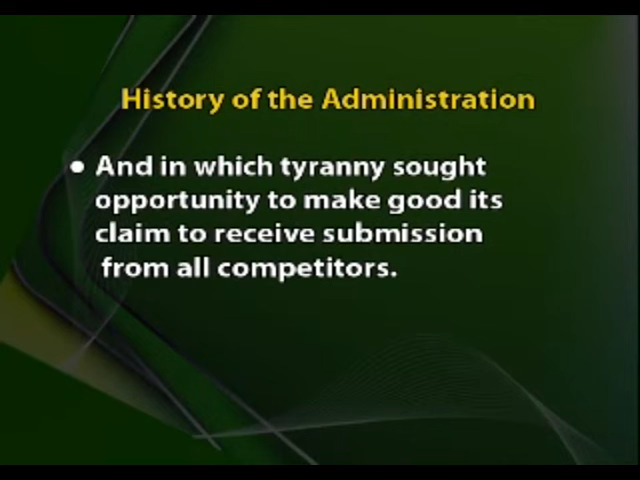 History of the Administration
• And in which tyranny sought
opportunity to make good its
claim to receive submission
from all competitors.